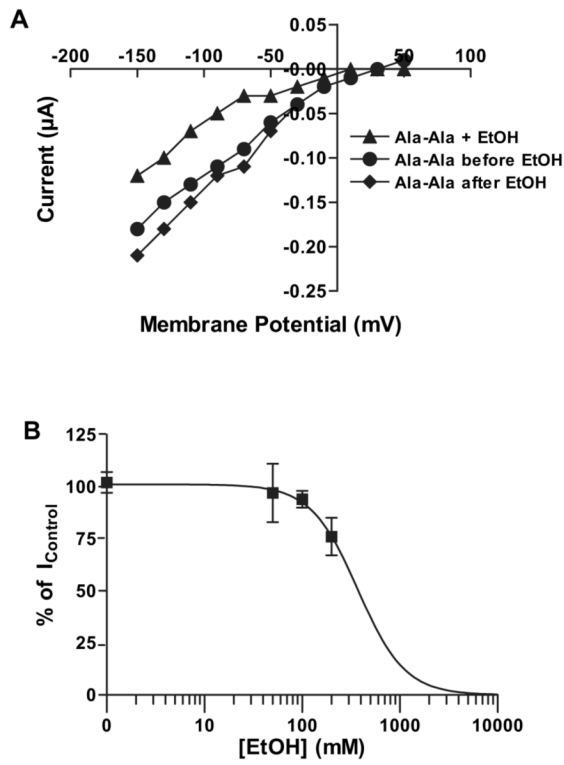 A
0.05
-200 -150 -100 -50 -0.00 50 100
-0.05
-0.10
-0.15
-0.20
-0.25
Current (µA)
Ala-Ala + EtOH
Ala-Ala before EtOH
Ala-Ala after EtOH
Membrane Potential (mV)
B
125
100
75
50
25
0
% of IControl
0 10 100 1000 10000
[EtOH] (mM)